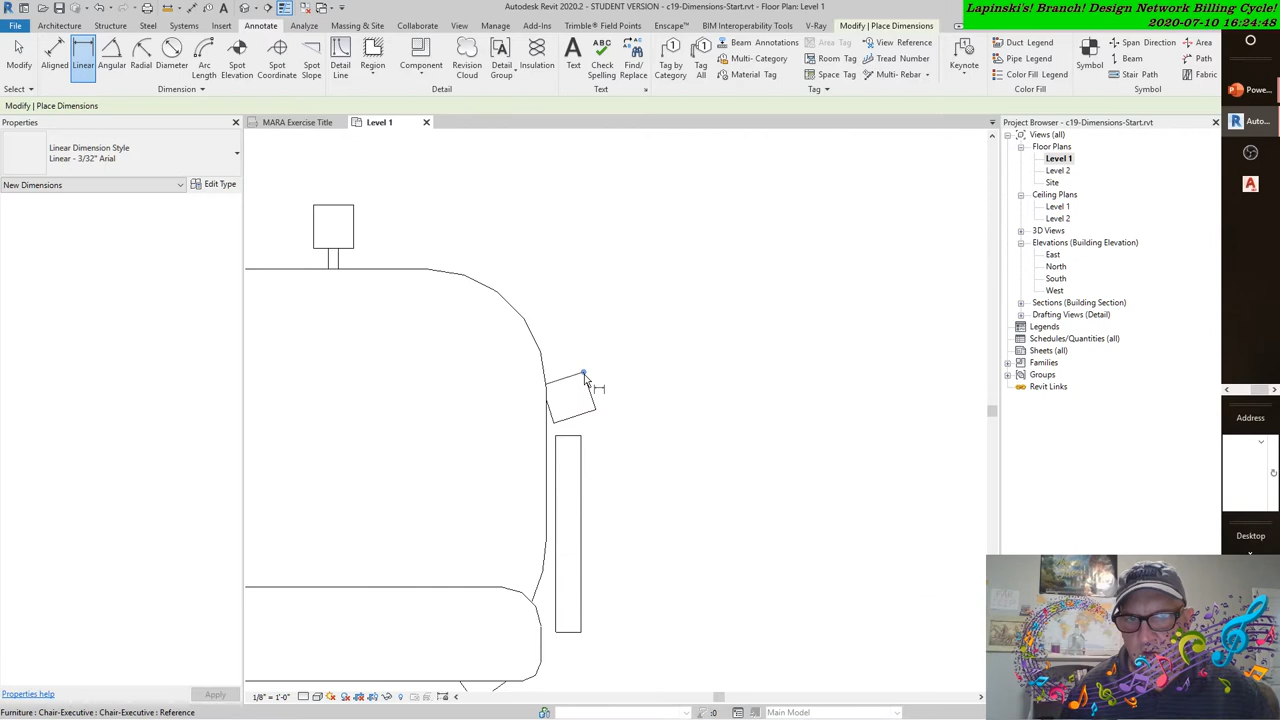 Autodesk Revit 2020.2 - STUDENT VERSION - c19-Dimensions-Start.rvt - Floor Plan: Level 1
Lapinski's! Branch! Design Network Billing Cycle!
2020-07-10 16:24:48
File Architecture Structure Steel Systems Insert Annotate Analyze Massing & Site Collaborate View Manage Add-Ins Trimble® Field Points Enscape™ BIM Interoperability Tools V-Ray Modify | Place Dimensions
Modify Aligned Linear Angular Radial Diameter Arc Length Spot Elevation Spot Coordinate Spot Slope Detail Line Region Component Revision Cloud Detail Group Insulation Text Check Spelling Find/ Replace Tag by Category Tag All
Beam Annotations Area Tag View Reference
Multi- Category Room Tag Tread Number
Material Tag Space Tag Multi- Rebar
Keynote
Duct Legend
Pipe Legend
Color Fill Legend
Symbol
Span Direction Area
Beam Path
Stair Path Fabric
Select Dimension Detail Text Tag Color Fill Symbol
Modify | Place Dimensions
Properties
Linear Dimension Style
Linear - 3/32" Arial
New Dimensions Edit Type
MARA Exercise Title Level 1
Project Browser - c19-Dimensions-Start.rvt
Views (all)
Floor Plans
Level 1
Level 2
Site
Ceiling Plans
Level 1
Level 2
3D Views
Elevations (Building Elevation)
East
North
South
West
Sections (Building Section)
Drafting Views (Detail)
Legends
Schedules/Quantities (all)
Sheets (all)
Families
Groups
Revit Links
Powe...
Auto...
Address
Desktop
Properties help Apply
1/8" = 1'-0"
Furniture : Chair-Executive : Chair-Executive : Reference
:0
Main Model